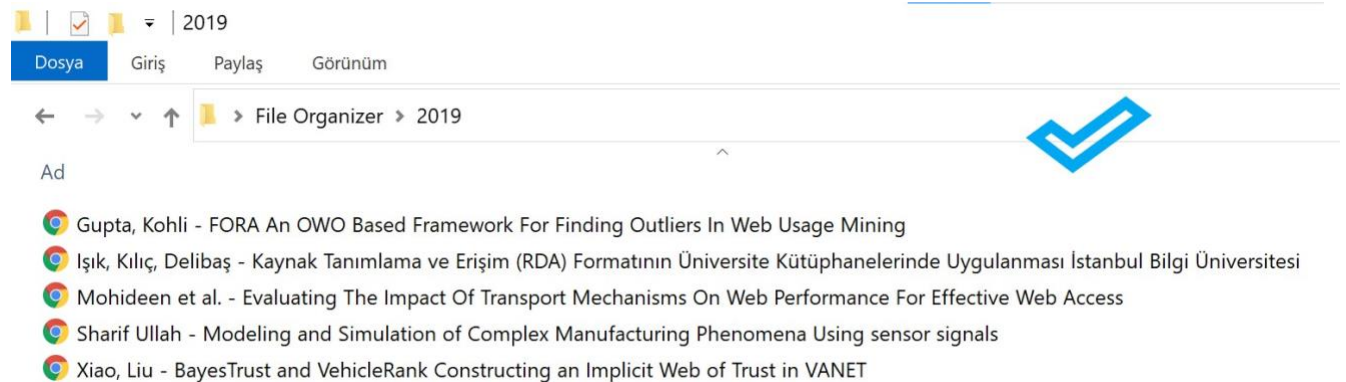 2019
Dosya Giriş Paylaş Görünüm
File Organizer > 2019
Ad
Gupta, Kohli - FORA An OWO Based Framework For Finding Outliers In Web Usage Mining
Işık, Kılıç, Delibaş - Kaynak Tanımlama ve Erişim (RDA) Formatının Üniversite Kütüphanelerinde Uygulanması İstanbul Bilgi Üniversitesi
Mohideen et al. - Evaluating The Impact Of Transport Mechanisms On Web Performance For Effective Web Access
Sharif Ullah - Modeling and Simulation of Complex Manufacturing Phenomena Using sensor signals
Xiao, Liu - BayesTrust and VehicleRank Constructing an Implicit Web of Trust in VANET